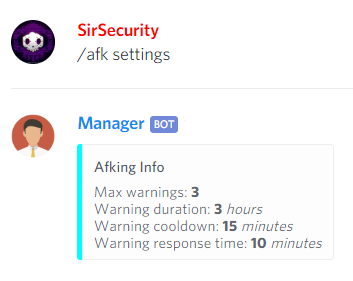 SirSecurity
/afk settings
Manager BOT
Afking Info
Max warnings: 3
Warning duration: 3 hours
Warning cooldown: 15 minutes
Warning response time: 10 minutes